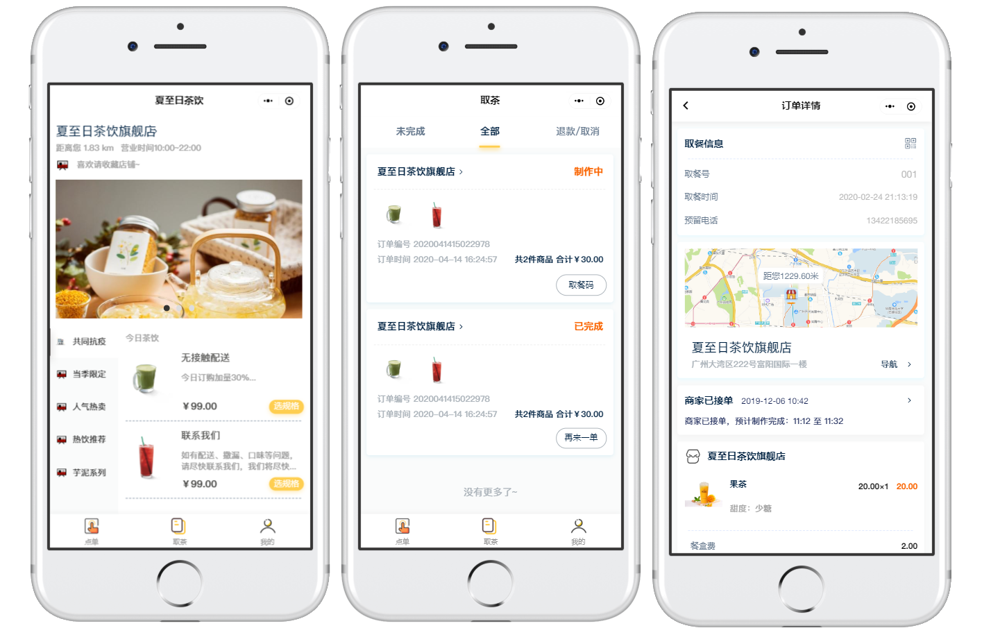 夏至日茶饮
夏至日茶饮旗舰店
距离您 1.83 km 营业时间10:00~22:00
喜欢请收藏店铺~
共同抗疫
当季限定
人气热卖
热饮推荐
芋泥系列
今日茶饮
无接触配送
今日订购加量30%...
¥99.00
选规格
联系我们
如有配送、撒漏、口味等问题,
请尽快联系我们，我们将尽快...
¥99.00
选规格
点单
取茶
我的
取茶
未完成
全部
退款/取消
夏至日茶饮旗舰店 >
制作中
订单编号 2020041415022978
订单时间 2020-04-14 16:24:57
共2件商品 合计¥30.00
取餐码
夏至日茶饮旗舰店 >
已完成
订单编号 2020041415022978
订单时间 2020-04-14 16:24:57
共2件商品 合计¥30.00
再来一单
没有更多了~
点单
取茶
我的
订单详情
取餐信息
取餐号 001
取餐时间 2020-02-24 21:13:19
预留电话 13422185695
距您1229.60米
夏至日茶饮旗舰店
广州大湾区222号富阳国际一楼
导航 >
商家已接单 2019-12-06 10:42 >
商家已接单，预计制作完成：11:12 至 11:32
夏至日茶饮旗舰店
果茶
20.00×1 20.00
甜度：少糖
餐盒费 2.00